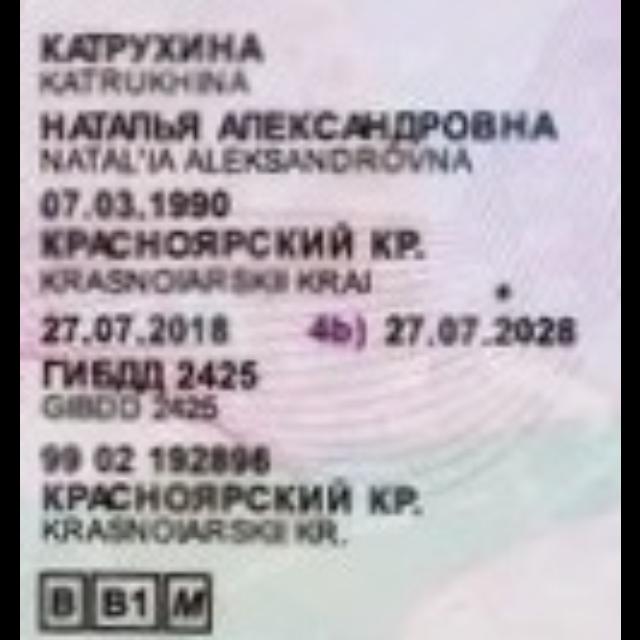 КАТРУХИНА
KATRUKHINA
НАТАЛЬЯ АЛЕКСАНДРОВНА
NATAL'IA ALEKSANDROVNA
07.03.1990
КРАСНОЯРСКИЙ КР.
KRASNOIARSKII KRAI
27.07.2018 4b) 27.07.2028
ГИБДД 2425
GIBDD 2425
99 02 192896
КРАСНОЯРСКИЙ КР.
KRASNOIARSKII KR.
B B1 M